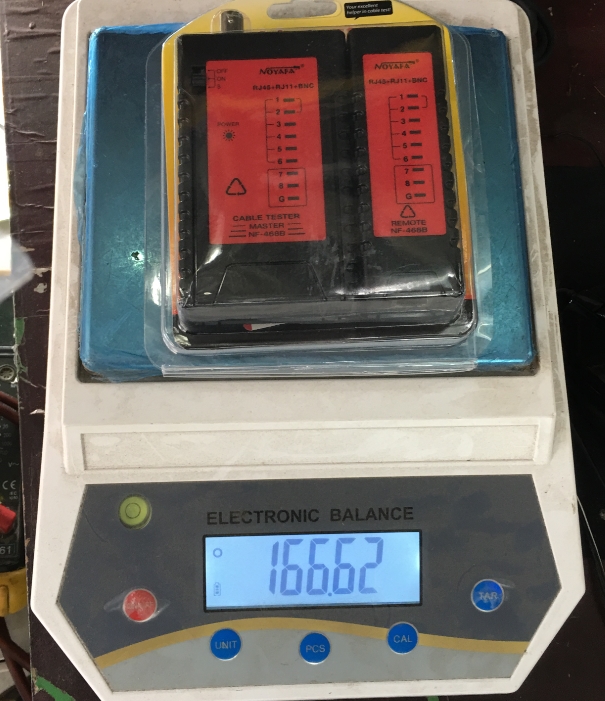 Your excellent
helper in cable test!
OFF
ON
S
NOYAFA
RJ45+RJ11+BNC
1
2
3
4
5
6
7
8
G
POWER
CABLE TESTER
MASTER
NF-468B
NOYAFA
RJ45+RJ11+BNC
1
2
3
4
5
6
7
8
G
REMOTE
NF-468B
ELECTRONIC BALANCE
166.62
TAR
UNIT
PCS
CAL
CE
61